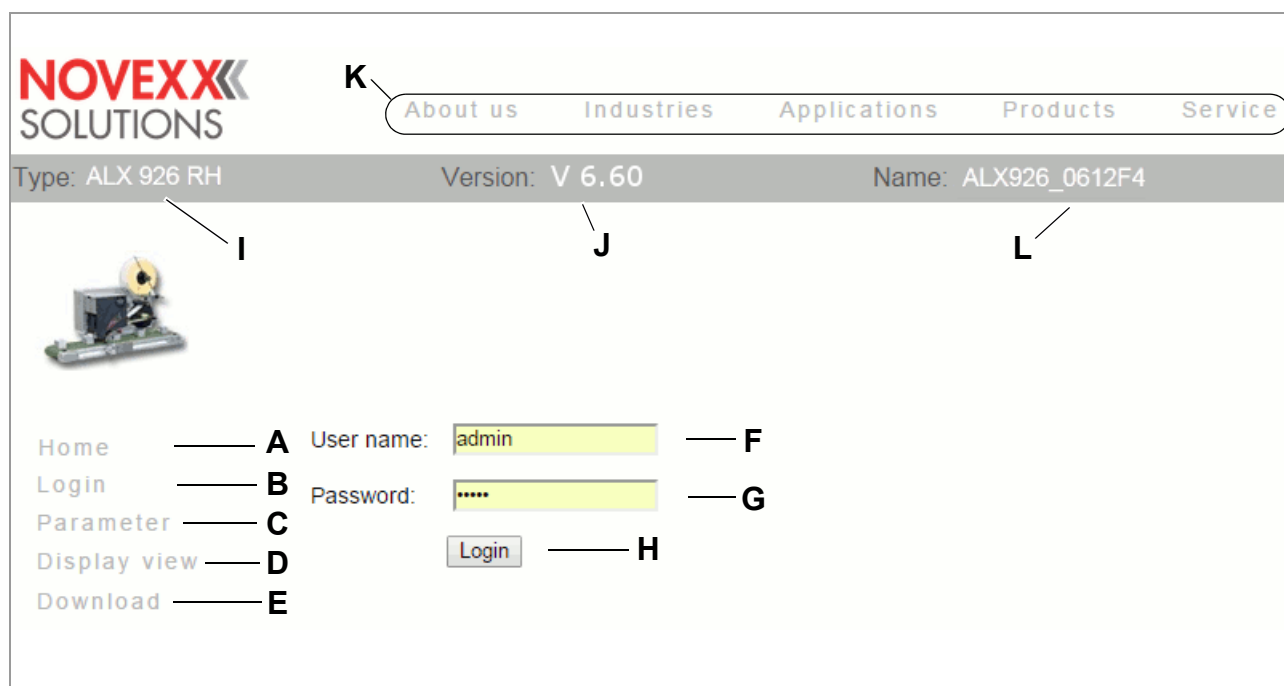 NOVEXX
SOLUTIONS
K
About us Industries Applications Products Service
Type: ALX 926 RH Version: V 6.60 Name: ALX926_0612F4
I J L
Home A User name: admin F
Login B Password: ••••• G
Parameter C
Display view D Login H
Download E